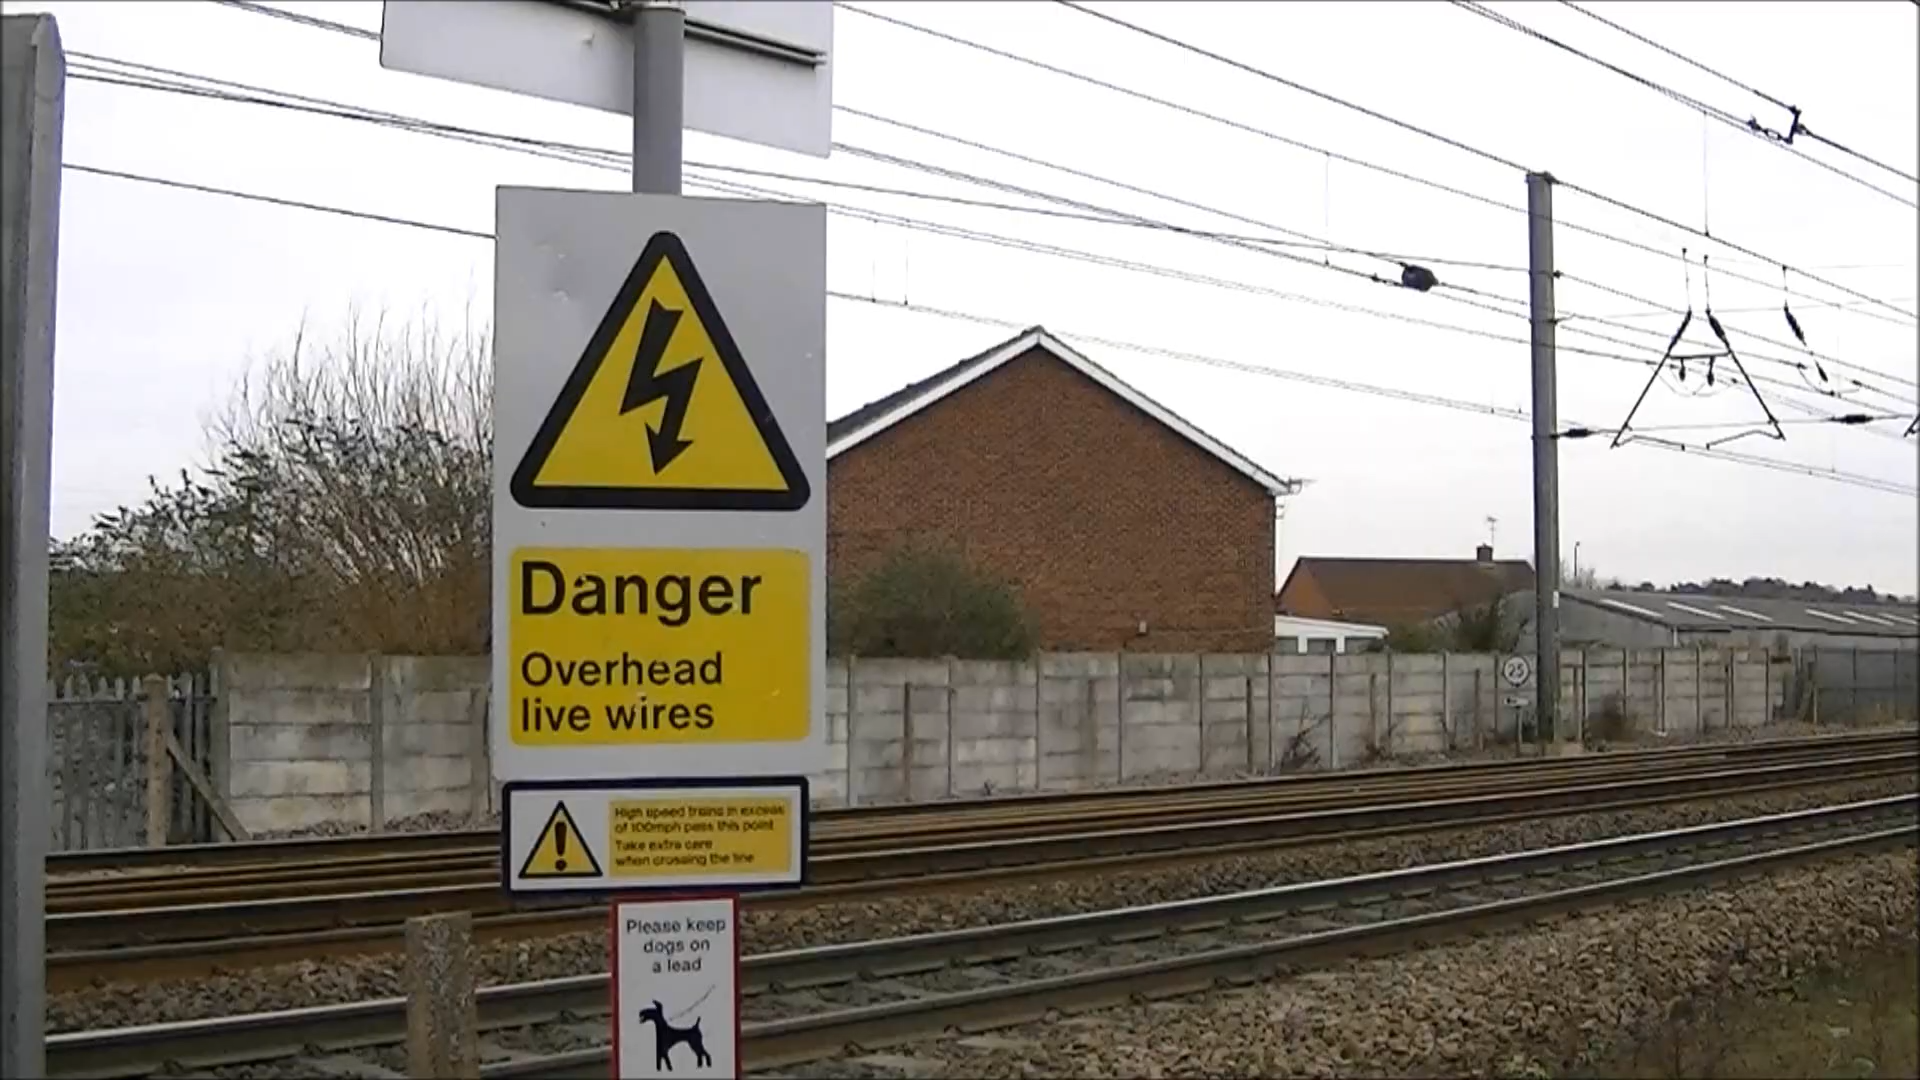 Danger
Overhead
live wires
High speed trains in excess
of 100mph pass this point
Take extra care
when crossing the line
Please keep
dogs on
a lead
25